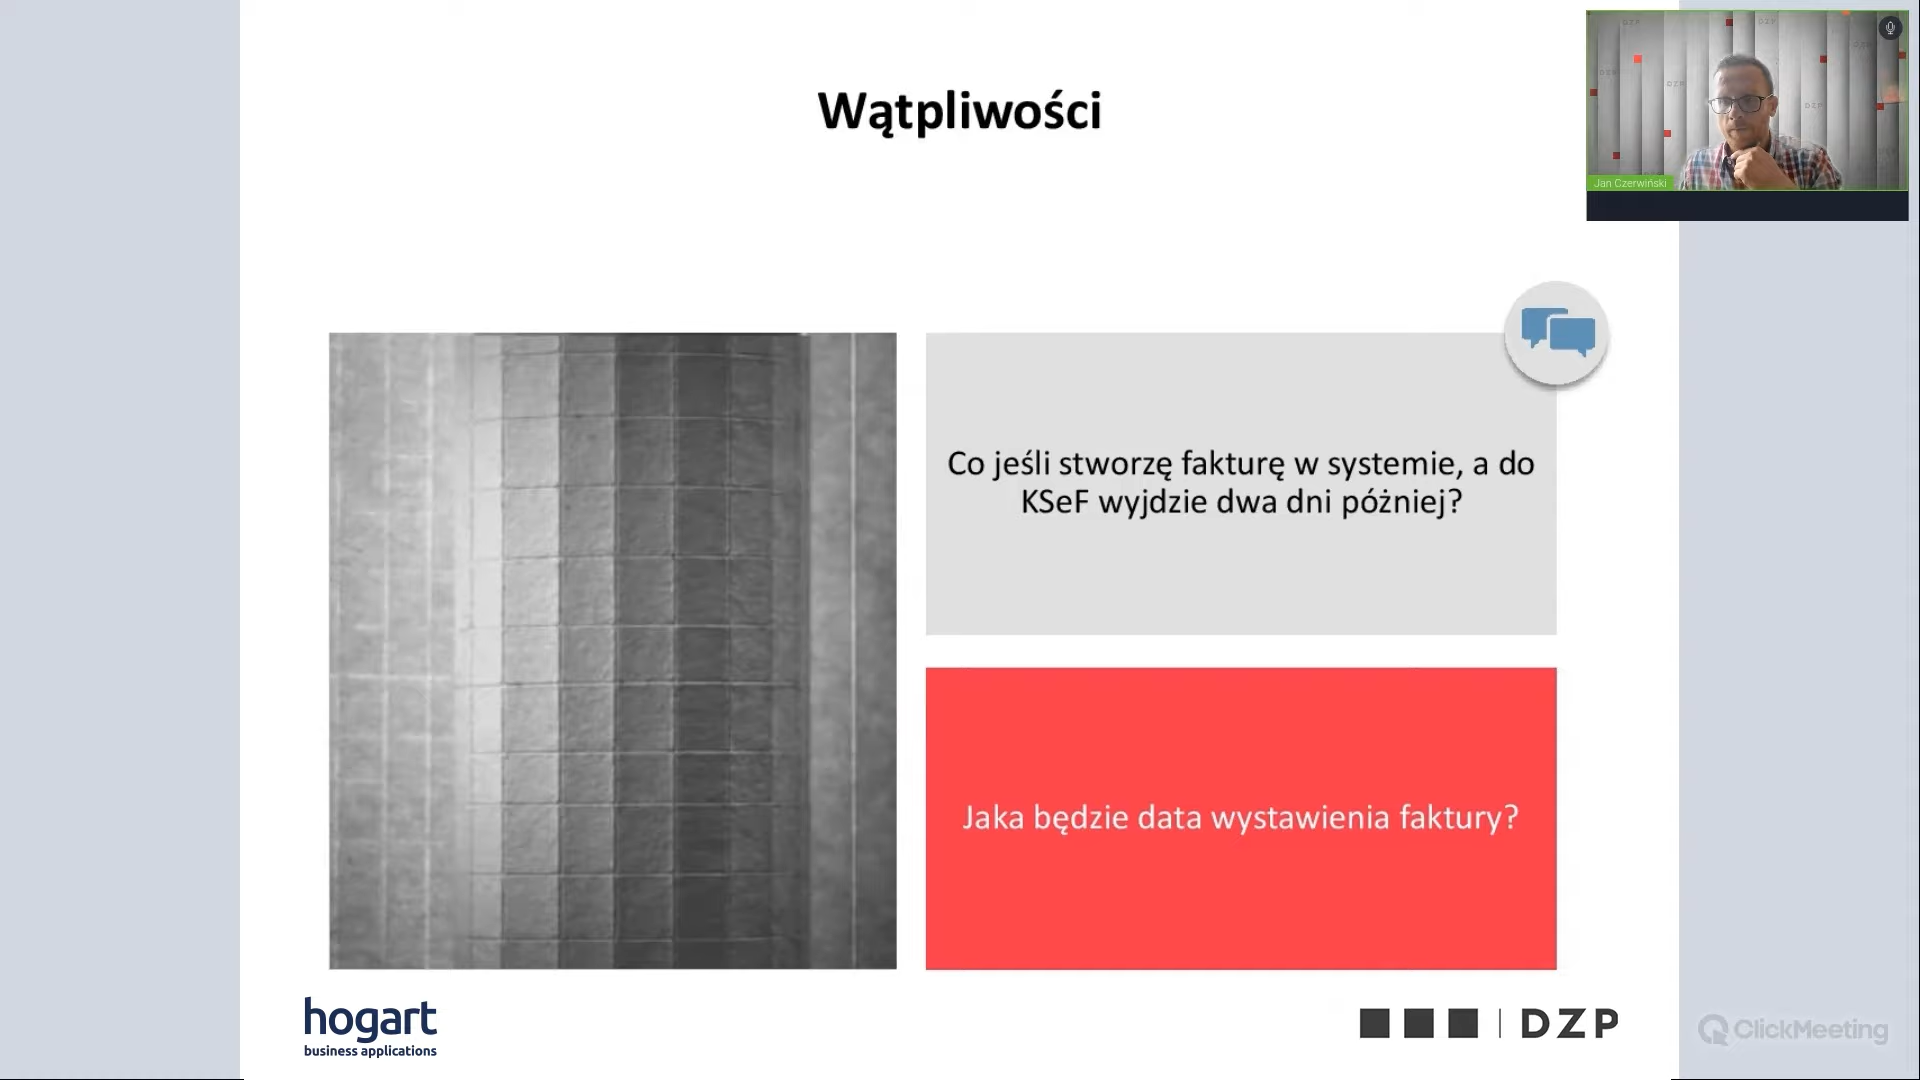 Wątpliwości
Jan Czerwiński
Co jeśli stworzę fakturę w systemie, a do
KSeF wyjdzie dwa dni później?
Jaka będzie data wystawienia faktury?
hogart
business applications
DZP
ClickMeeting